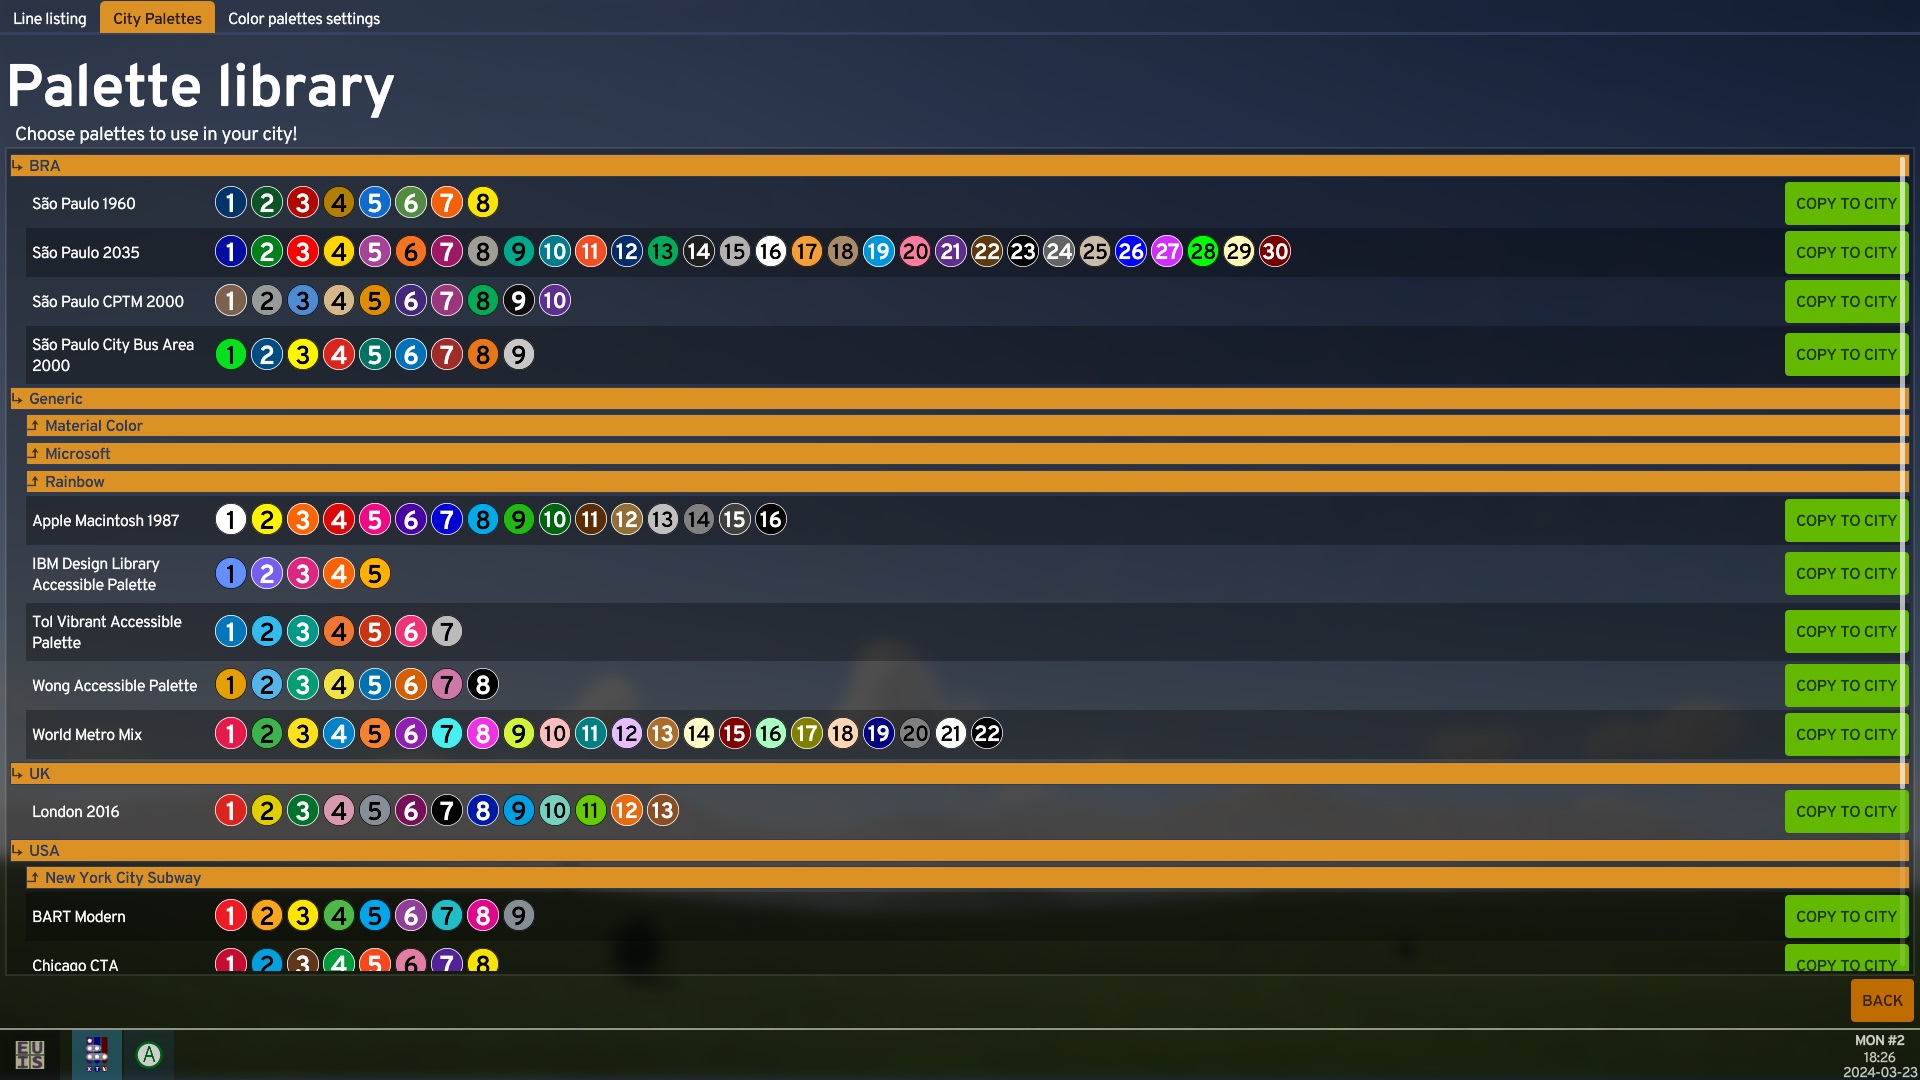 Line listing City Palettes Color palettes settings
Palette library
Choose palettes to use in your city!
BRA
São Paulo 1960 1 2 3 4 5 6 7 8 COPY TO CITY
São Paulo 2035 1 2 3 4 5 6 7 8 9 10 11 12 13 14 15 16 17 18 19 20 21 22 23 24 25 26 27 28 29 30 COPY TO CITY
São Paulo CPTM 2000 1 2 3 4 5 6 7 8 9 10 COPY TO CITY
São Paulo City Bus Area
2000 1 2 3 4 5 6 7 8 9 COPY TO CITY
Generic
Material Color
Microsoft
Rainbow
Apple Macintosh 1987 1 2 3 4 5 6 7 8 9 10 11 12 13 14 15 16 COPY TO CITY
IBM Design Library
Accessible Palette 1 2 3 4 5 COPY TO CITY
Tol Vibrant Accessible
Palette 1 2 3 4 5 6 7 COPY TO CITY
Wong Accessible Palette 1 2 3 4 5 6 7 8 COPY TO CITY
World Metro Mix 1 2 3 4 5 6 7 8 9 10 11 12 13 14 15 16 17 18 19 20 21 22 COPY TO CITY
UK
London 2016 1 2 3 4 5 6 7 8 9 10 11 12 13 COPY TO CITY
USA
New York City Subway
BART Modern 1 2 3 4 5 6 7 8 9 COPY TO CITY
Chicago CTA 1 2 3 4 5 6 7 8 COPY TO CITY
BACK
EUIS XTM A
MON #2
18:26
2024-03-23